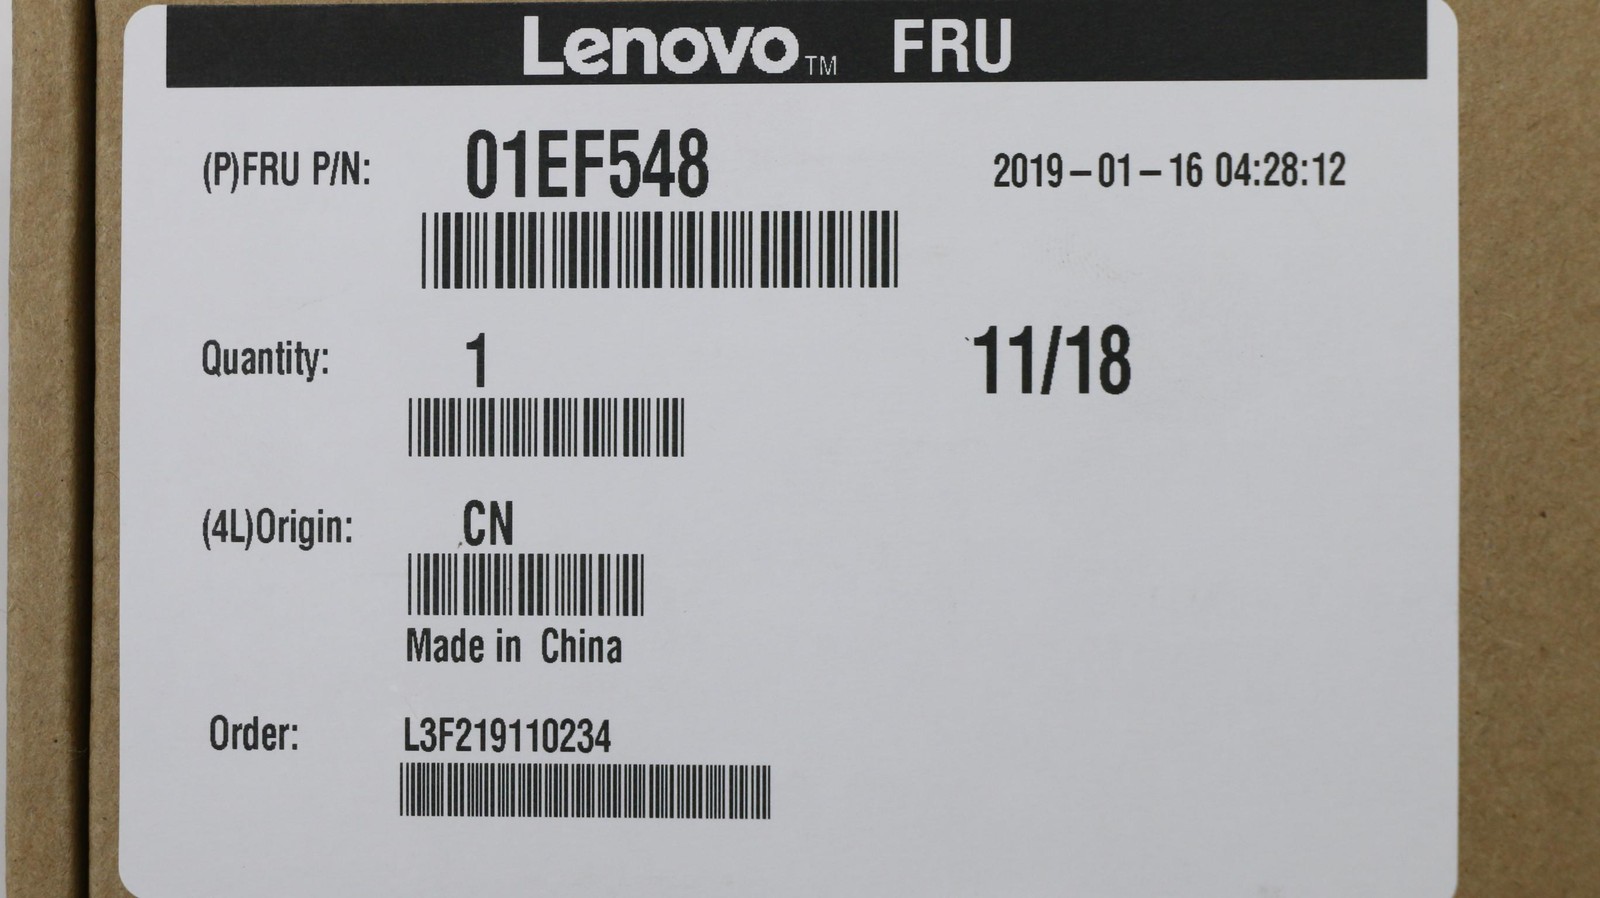 Lenovo™ FRU
(P)FRU P/N: 01EF548 2019-01-16 04:28:12
Quantity: 1 11/18
(4L)Origin: CN
Made in China
Order: L3F219110234